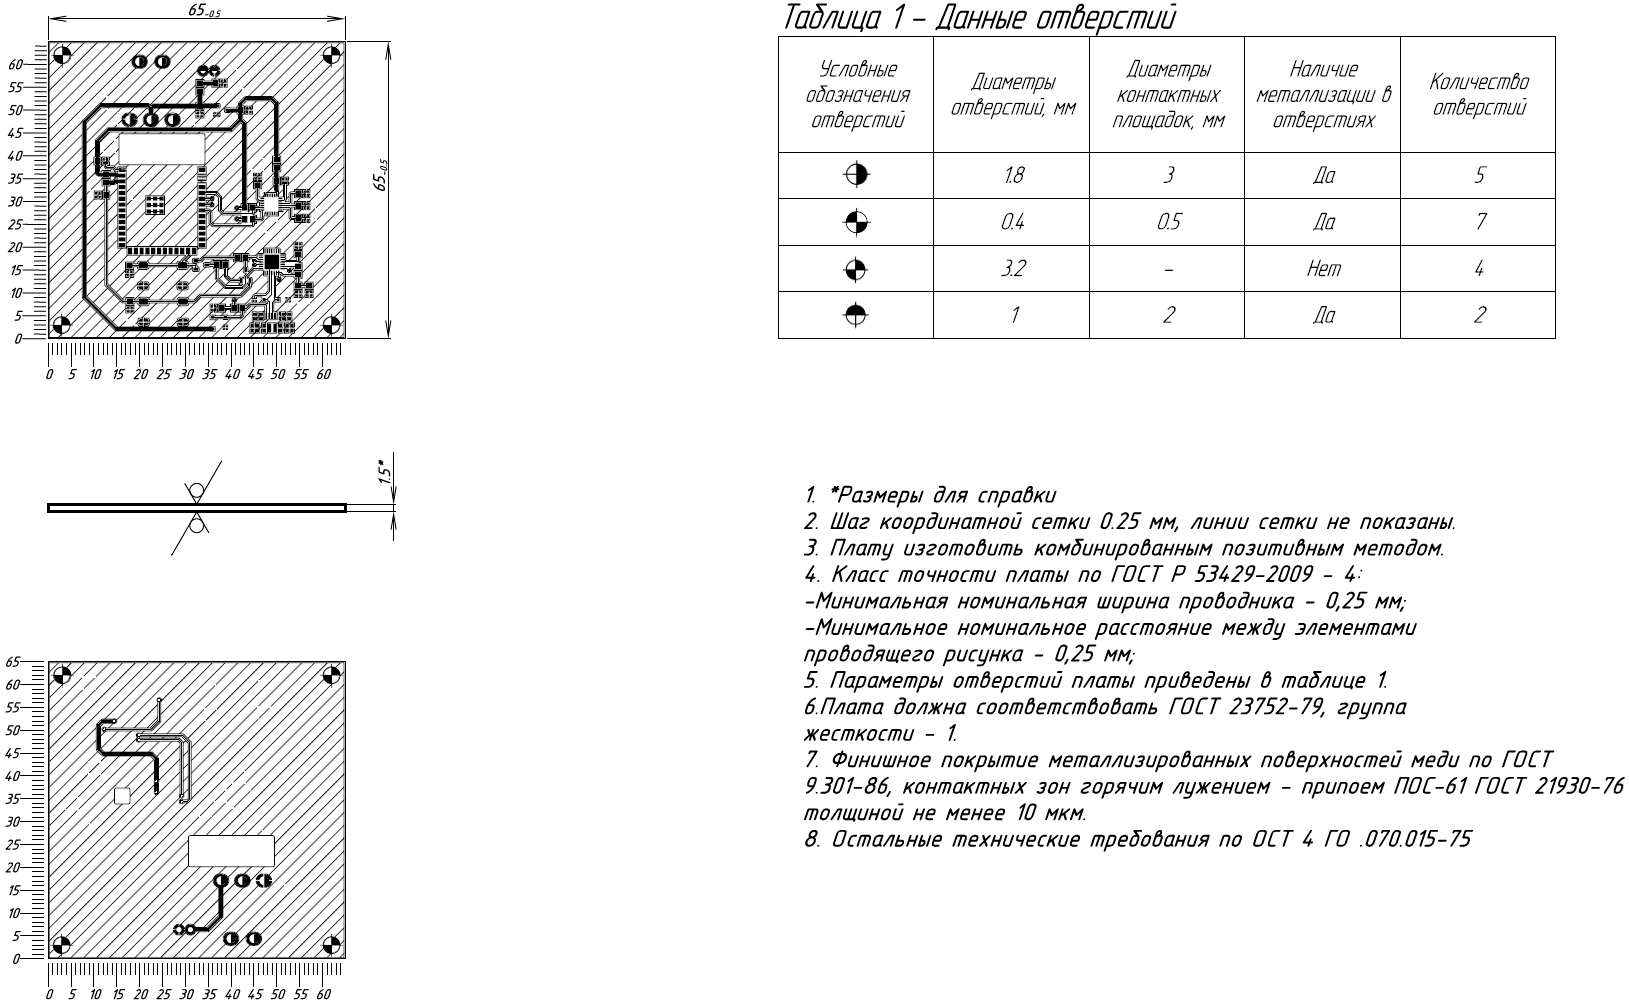 65-0.5
60
55
50
45
40
35
30
25
20
15
10
5
0
65-0.5
0 5 10 15 20 25 30 35 40 45 50 55 60
1.5*
65
60
55
50
45
40
35
30
25
20
15
10
5
0
0 5 10 15 20 25 30 35 40 45 50 55 60
Таблица 1 - Данные отверстий
Условные обозначения отверстий
Диаметры отверстий, мм
Диаметры контактных площадок, мм
Наличие металлизации в отверстиях
Количество отверстий
1.8 3 Да 5
0.4 0.5 Да 7
3.2 - Нет 4
1 2 Да 2
1. *Размеры для справки
2. Шаг координатной сетки 0.25 мм, линии сетки не показаны.
3. Плату изготовить комбинированным позитивным методом.
4. Класс точности платы по ГОСТ Р 53429-2009 - 4:
-Минимальная номинальная ширина проводника - 0,25 мм;
-Минимальное номинальное расстояние между элементами
проводящего рисунка - 0,25 мм;
5. Параметры отверстий платы приведены в таблице 1.
6.Плата должна соответствовать ГОСТ 23752-79, группа
жесткости - 1.
7. Финишное покрытие металлизированных поверхностей меди по ГОСТ
9.301-86, контактных зон горячим лужением - припоем ПОС-61 ГОСТ 21930-76
толщиной не менее 10 мкм.
8. Остальные технические требования по ОСТ 4 ГО .070.015-75